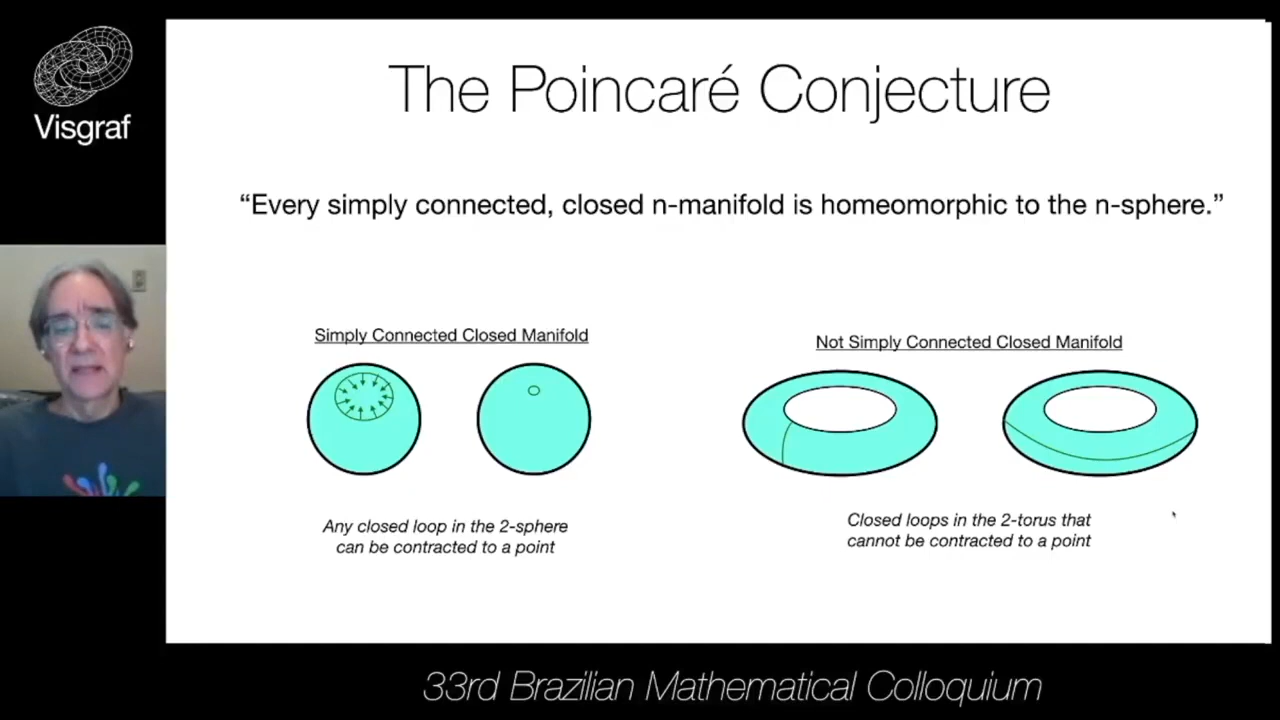 Visgraf
The Poincaré Conjecture
“Every simply connected, closed n-manifold is homeomorphic to the n-sphere.”
Simply Connected Closed Manifold
Any closed loop in the 2-sphere
can be contracted to a point
Not Simply Connected Closed Manifold
Closed loops in the 2-torus that
cannot be contracted to a point
33rd Brazilian Mathematical Colloquium